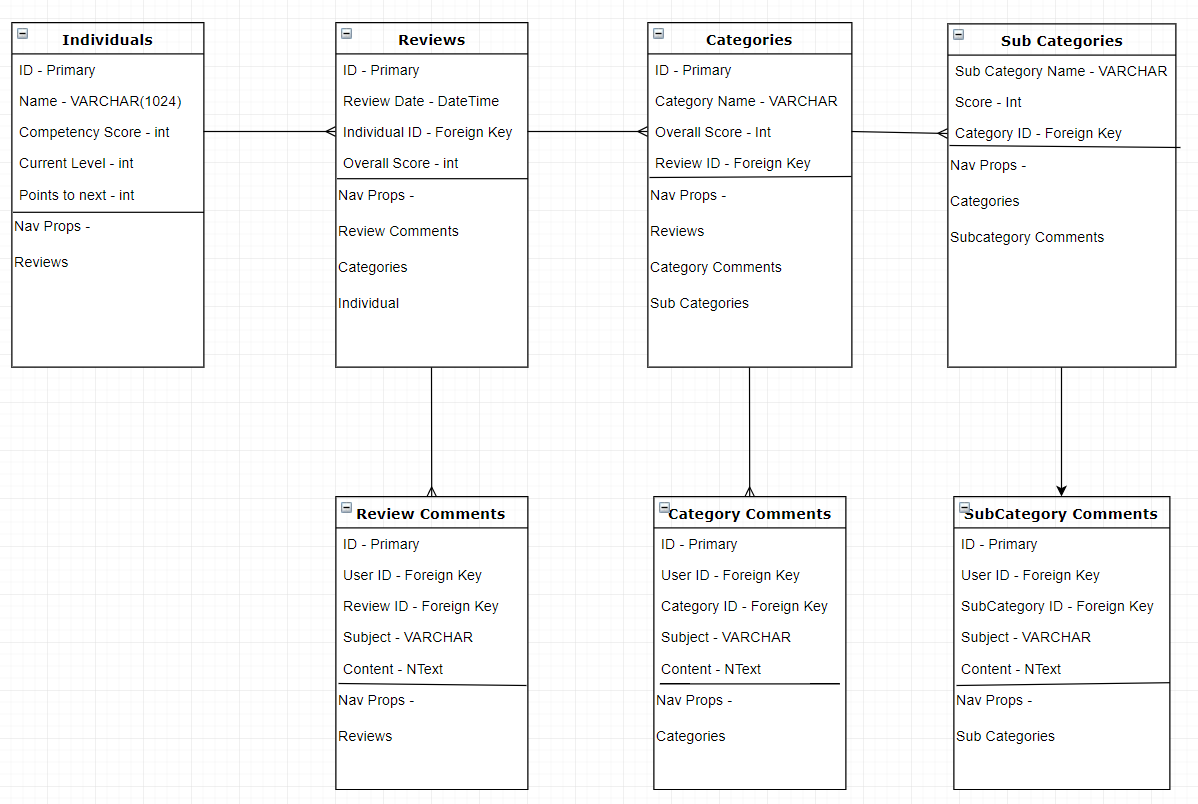 Individuals
ID - Primary
Name - VARCHAR(1024)
Competency Score - int
Current Level - int
Points to next - int
Nav Props -
Reviews
Reviews
ID - Primary
Review Date - DateTime
Individual ID - Foreign Key
Overall Score - int
Nav Props -
Review Comments
Categories
Individual
Categories
ID - Primary
Category Name - VARCHAR
Overall Score - Int
Review ID - Foreign Key
Nav Props -
Reviews
Category Comments
Sub Categories
Sub Categories
Sub Category Name - VARCHAR
Score - Int
Category ID - Foreign Key
Nav Props -
Categories
Subcategory Comments
Review Comments
ID - Primary
User ID - Foreign Key
Review ID - Foreign Key
Subject - VARCHAR
Content - NText
Nav Props -
Reviews
Category Comments
ID - Primary
User ID - Foreign Key
Category ID - Foreign Key
Subject - VARCHAR
Content - NText
Nav Props -
Categories
SubCategory Comments
ID - Primary
User ID - Foreign Key
SubCategory ID - Foreign Key
Subject - VARCHAR
Content - NText
Nav Props -
Sub Categories